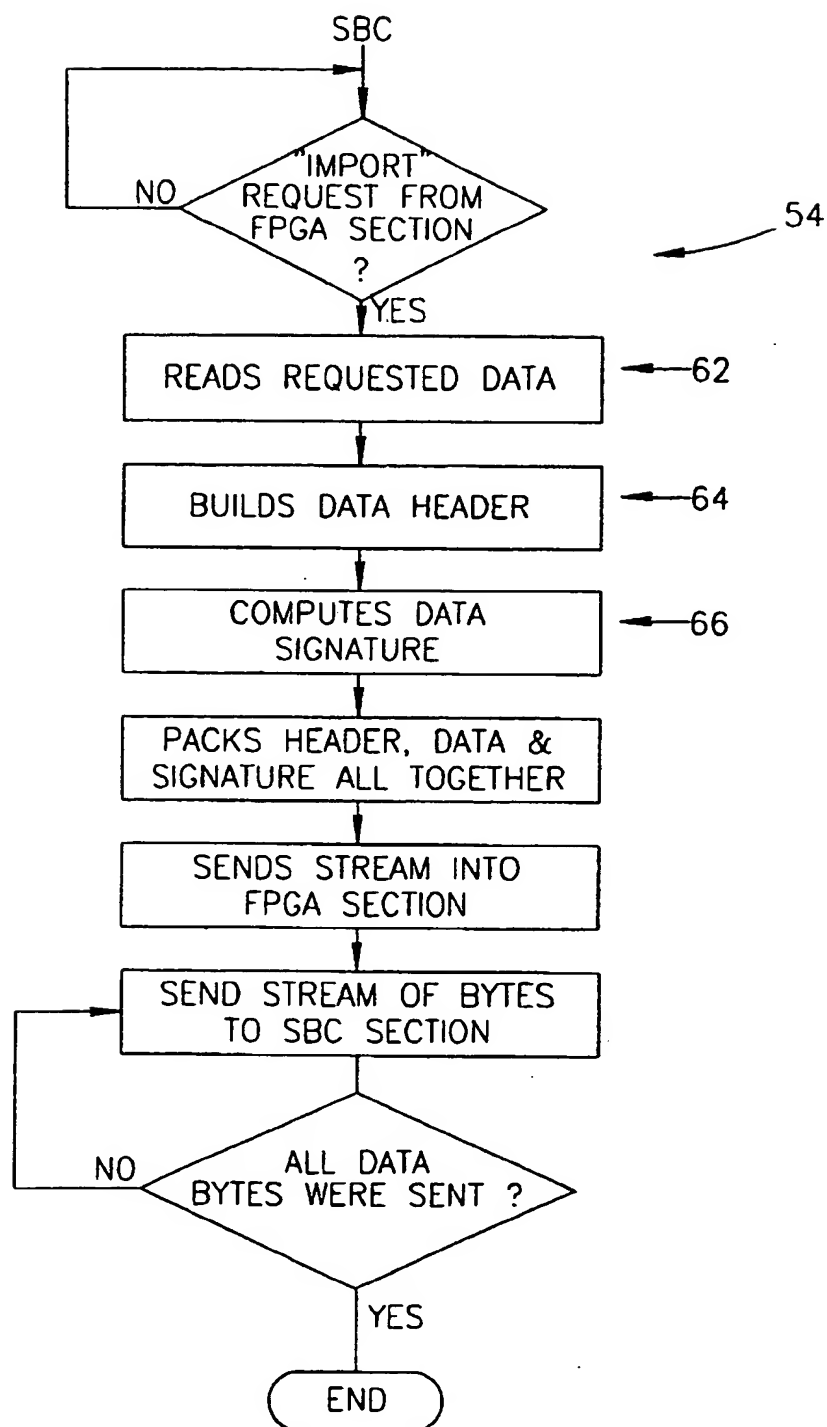 SBC
"IMPORT"
REQUEST FROM
FPGA SECTION
?
NO
54
YES
READS REQUESTED DATA
62
BUILDS DATA HEADER
64
COMPUTES DATA
SIGNATURE
66
PACKS HEADER, DATA &
SIGNATURE ALL TOGETHER
SENDS STREAM INTO
FPGA SECTION
SEND STREAM OF BYTES
TO SBC SECTION
NO
ALL DATA
BYTES WERE SENT ?
YES
END